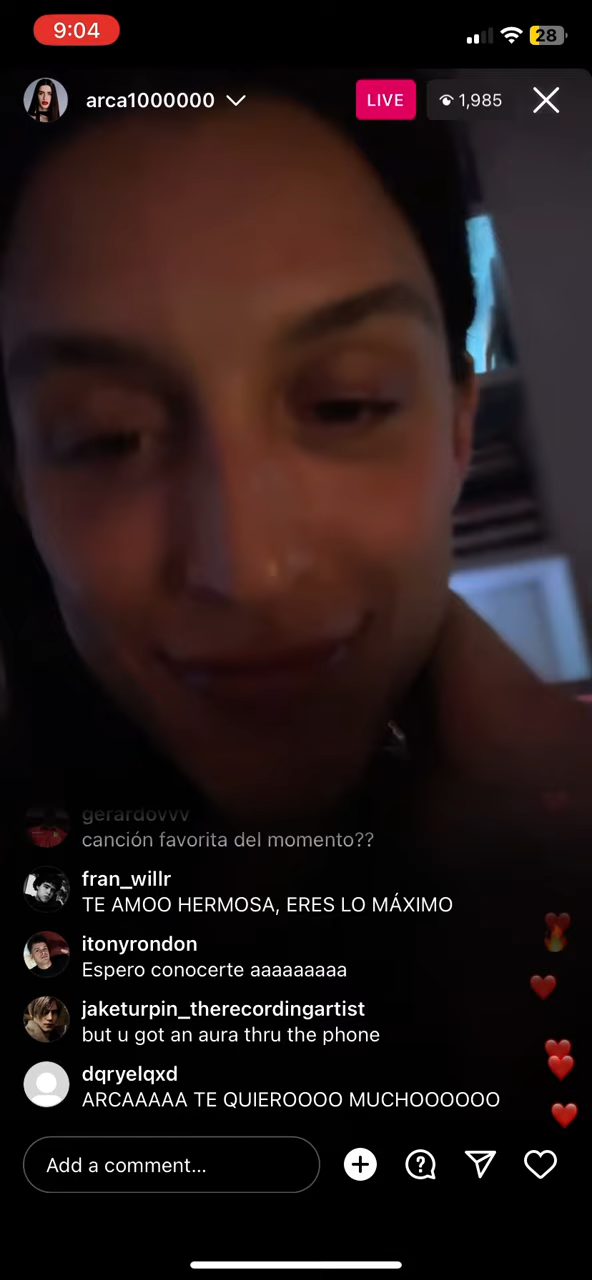 9:04
28
arca1000000
LIVE
1,985
gerardovvv
canción favorita del momento??
fran_willr
TE AMOO HERMOSA, ERES LO MÁXIMO
itonyrondon
Espero conocerte aaaaaaaaa
jaketurpin_therecordingartist
but u got an aura thru the phone
dqryelqxd
ARCAAAAA TE QUIEROOOO MUCHOOOOOO
Add a comment...